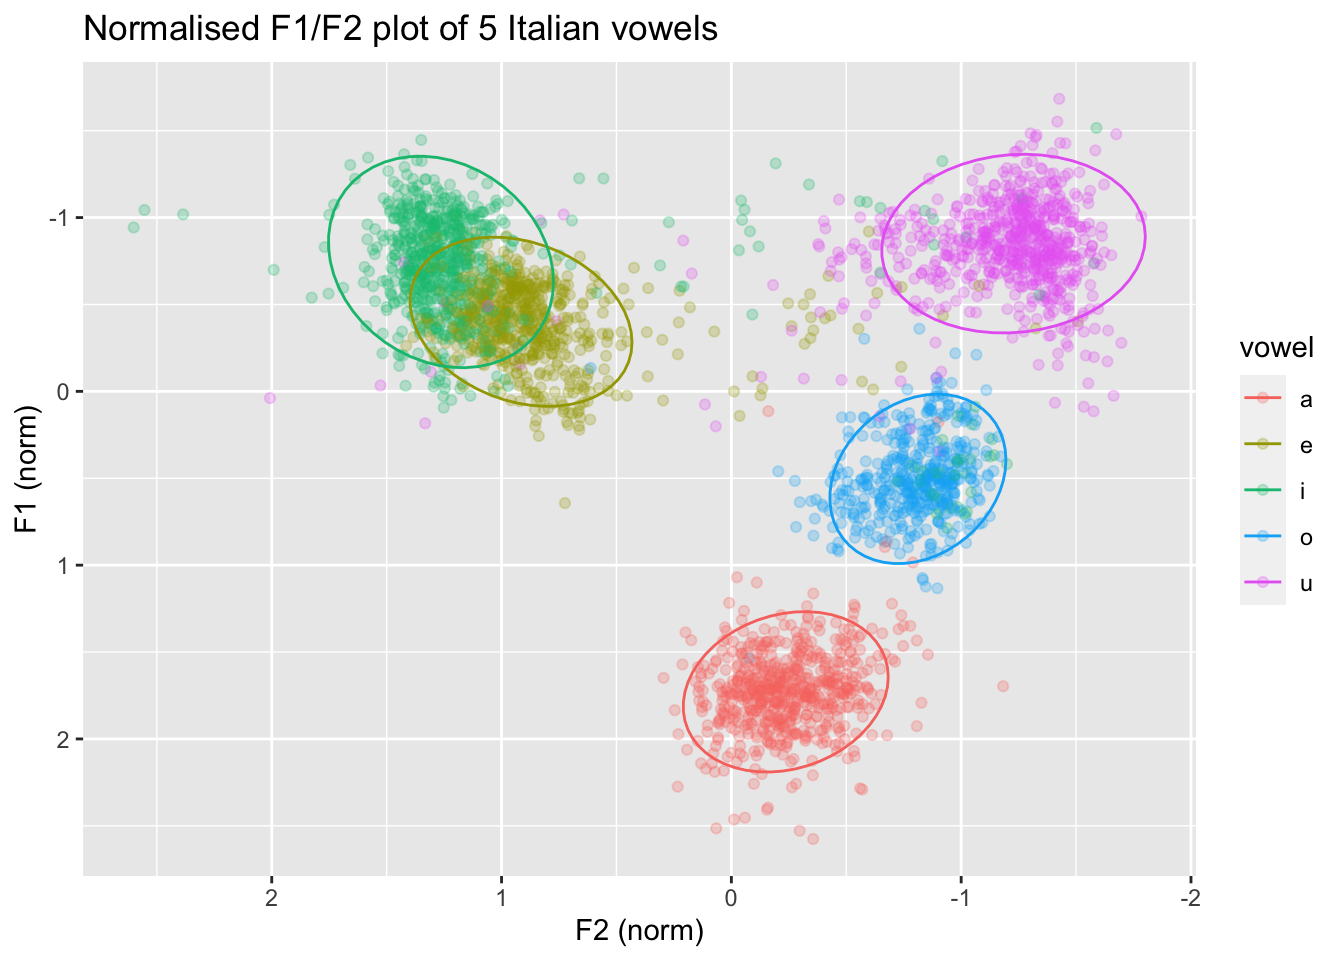 Normalised F1/F2 plot of 5 Italian vowels
-1
0
1
2
F1 (norm)
2
1
0
-1
-2
F2 (norm)
vowel
a
e
i
o
u